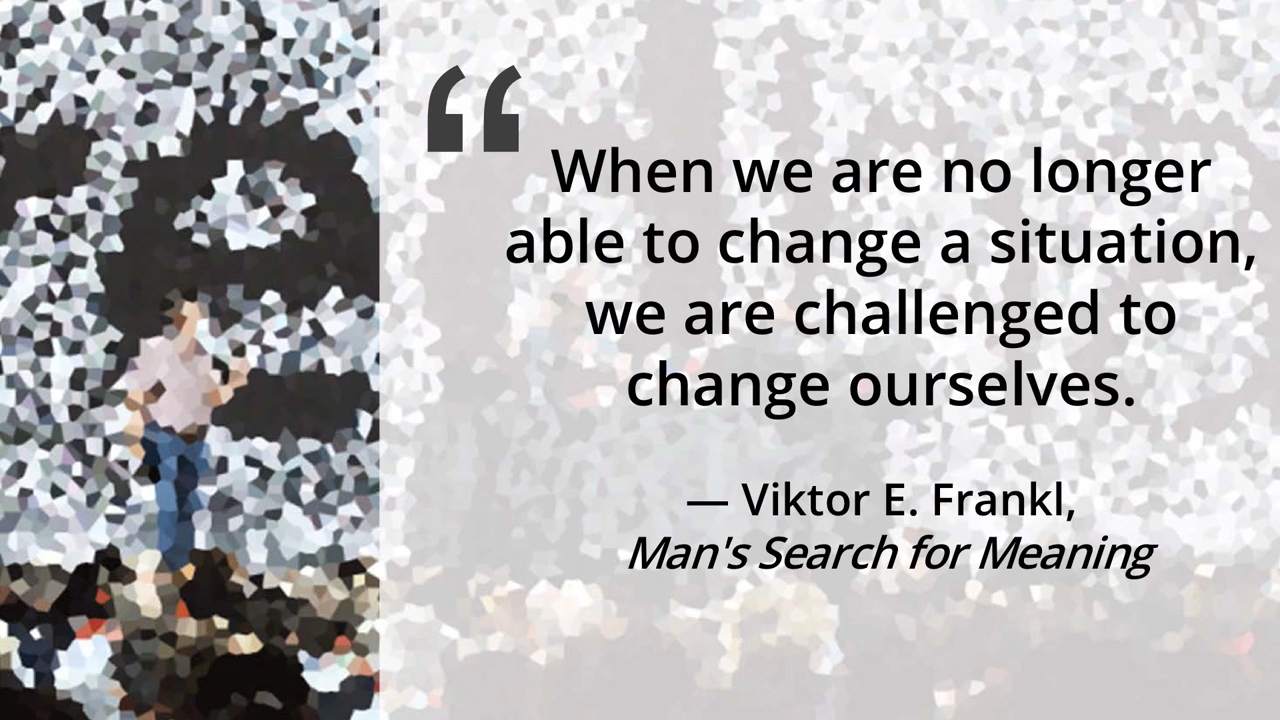 “
When we are no longer
able to change a situation,
we are challenged to
change ourselves.
— Viktor E. Frankl,
Man's Search for Meaning